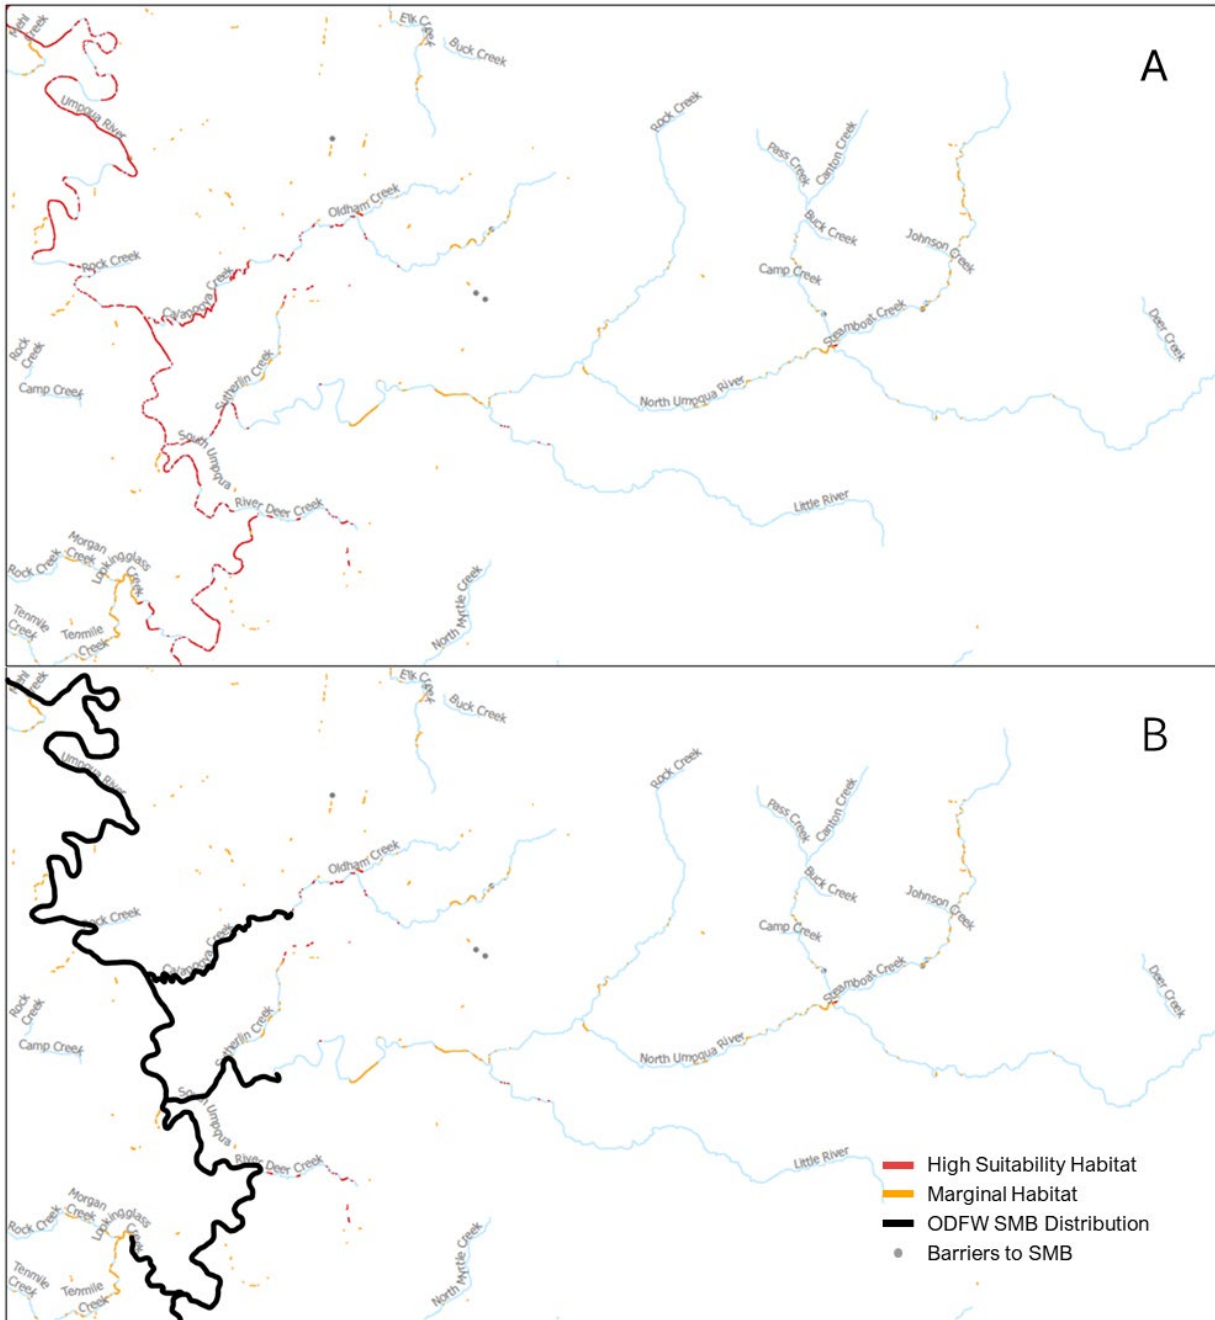 Mehl
Creek
Elk Creek
Buck Creek
A
Umpqua River
Rock Creek
Pass Creek
Canton Creek
Oldham Creek
Buck Creek
Johnson Creek
Rock Creek
Camp Creek
Calapooya Creek
Steamboat Creek
Rock
Creek
Deer Creek
Camp Creek
Sutherlin Creek
North Umpqua River
South Umpqua
River Deer Creek
Little River
Morgan
Creek
Lookingglass
Creek
Rock Creek
Tenmile
Creek
Tenmile
Creek
North Myrtle Creek
Mehl
Creek
Elk Creek
Buck Creek
B
Umpqua River
Rock Creek
Pass Creek
Canton Creek
Oldham Creek
Buck Creek
Johnson Creek
Rock Creek
Camp Creek
Calapooya Creek
Steamboat Creek
Rock
Creek
Deer Creek
Camp Creek
Sutherlin Creek
North Umpqua River
South Umpqua
River Deer Creek
Little River
High Suitability Habitat
Marginal Habitat
ODFW SMB Distribution
Barriers to SMB
Morgan
Creek
Lookingglass
Creek
Rock Creek
Tenmile
Creek
Tenmile
Creek
North Myrtle Creek